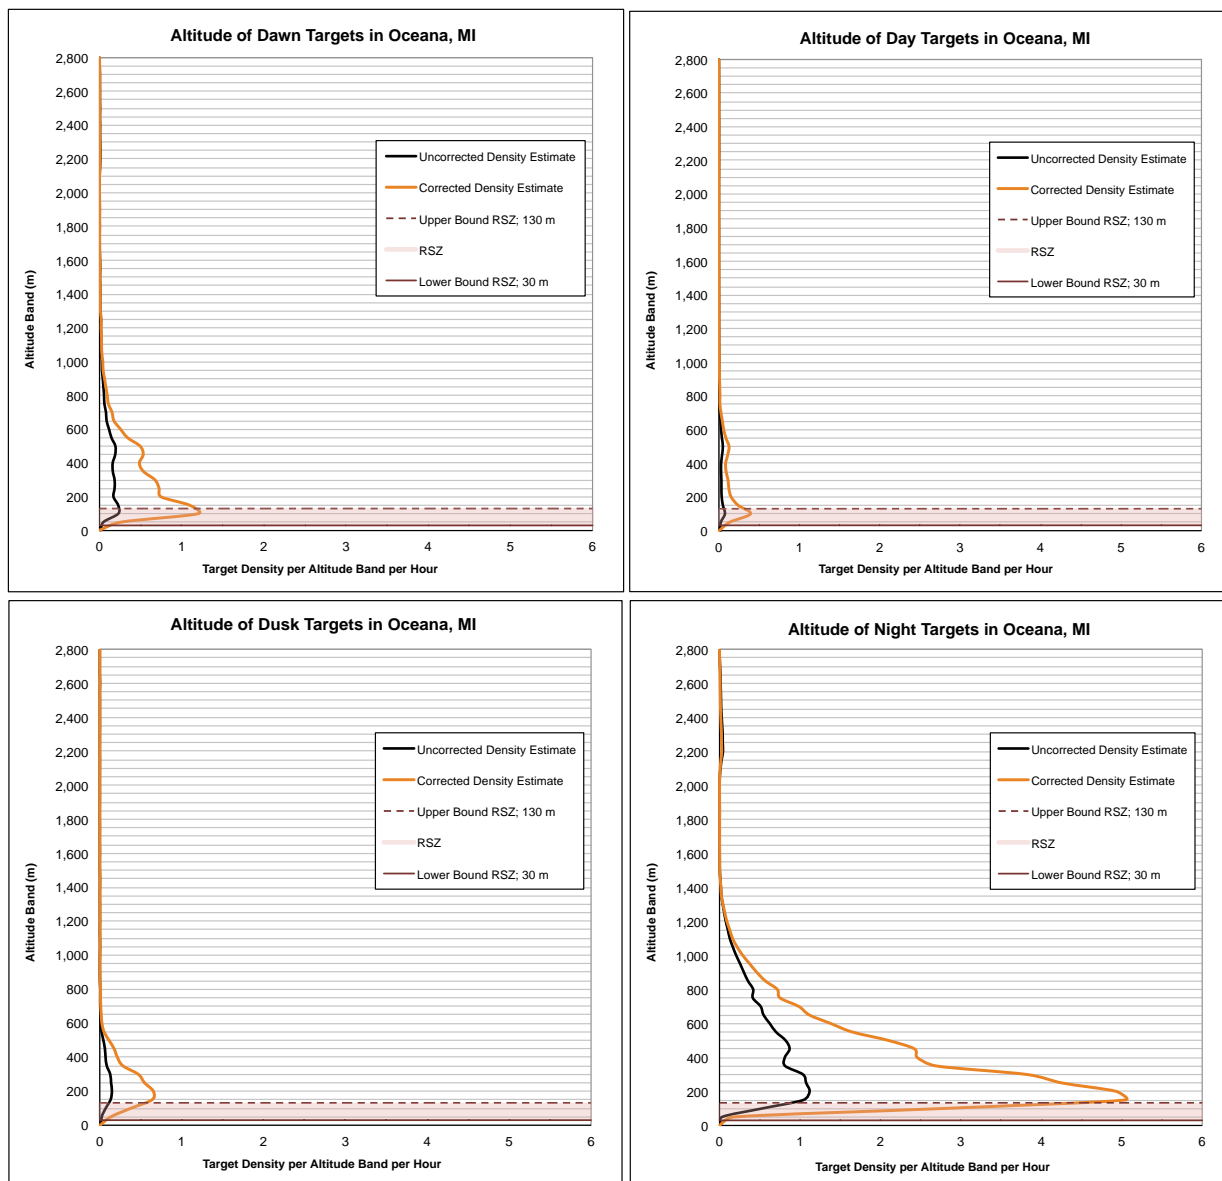 Altitude of Dawn Targets in Oceana, MI
2,800
2,600
2,400
2,200
2,000
1,800
1,600
1,400
1,200
1,000
800
600
400
200
0
Altitude Band (m)
Uncorrected Density Estimate
Corrected Density Estimate
Upper Bound RSZ; 130 m
RSZ
Lower Bound RSZ; 30 m
0 1 2 3 4 5 6
Target Density per Altitude Band per Hour
Altitude of Day Targets in Oceana, MI
2,800
2,600
2,400
2,200
2,000
1,800
1,600
1,400
1,200
1,000
800
600
400
200
0
Altitude Band (m)
Uncorrected Density Estimate
Corrected Density Estimate
Upper Bound RSZ; 130 m
RSZ
Lower Bound RSZ; 30 m
0 1 2 3 4 5 6
Target Density per Altitude Band per Hour
Altitude of Dusk Targets in Oceana, MI
2,800
2,600
2,400
2,200
2,000
1,800
1,600
1,400
1,200
1,000
800
600
400
200
0
Altitude Band (m)
Uncorrected Density Estimate
Corrected Density Estimate
Upper Bound RSZ; 130 m
RSZ
Lower Bound RSZ; 30 m
0 1 2 3 4 5 6
Target Density per Altitude Band per Hour
Altitude of Night Targets in Oceana, MI
2,800
2,600
2,400
2,200
2,000
1,800
1,600
1,400
1,200
1,000
800
600
400
200
0
Altitude Band (m)
Uncorrected Density Estimate
Corrected Density Estimate
Upper Bound RSZ; 130 m
RSZ
Lower Bound RSZ; 30 m
0 1 2 3 4 5 6
Target Density per Altitude Band per Hour